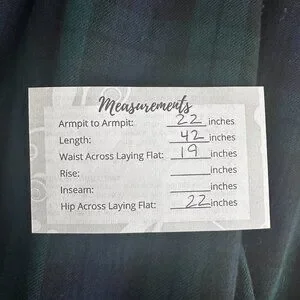 Measurements
Armpit to Armpit: 22 inches
Length: 42 inches
Waist Across Laying Flat: 19 inches
Rise: inches
Inseam: inches
Hip Across Laying Flat: 22 inches